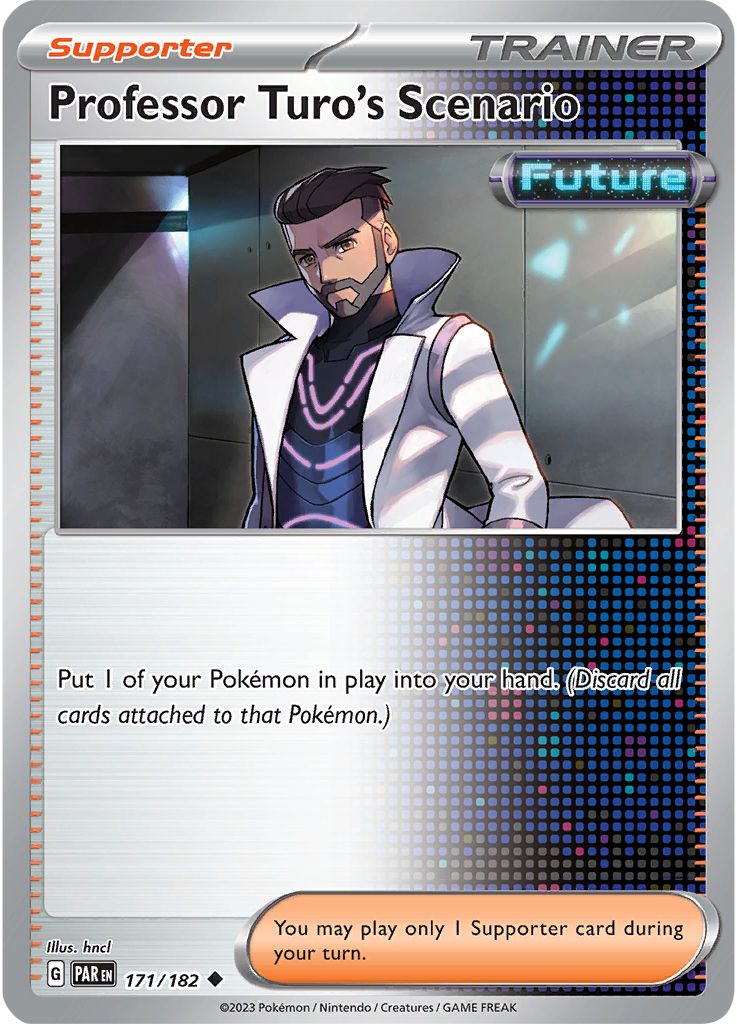 Supporter
TRAINER
Professor Turo's Scenario
Future
Put 1 of your Pokémon in play into your hand. (Discard all
cards attached to that Pokémon.)
You may play only 1 Supporter card during
your turn.
Illus. hncl
G PAR EN 171/182 ◆
©2023 Pokémon / Nintendo / Creatures / GAME FREAK